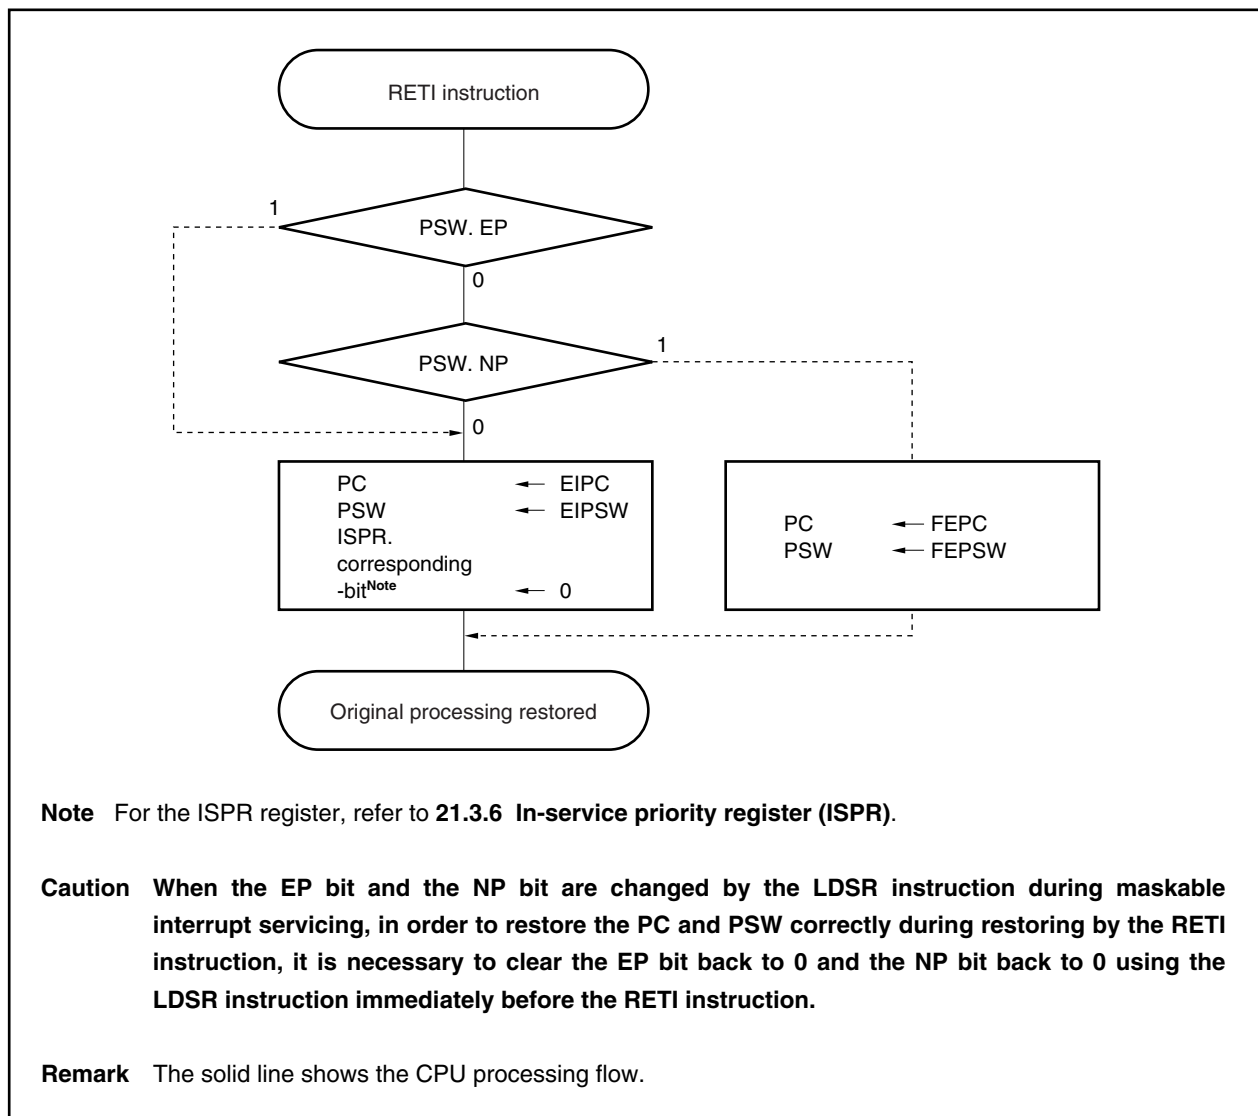 RETI instruction
1
PSW. EP
0
PSW. NP
1
0
PC ← EIPC
PSW ← EIPSW
ISPR.
corresponding
-bitNote ← 0
PC ← FEPC
PSW ← FEPSW
Original processing restored
Note For the ISPR register, refer to 21.3.6 In-service priority register (ISPR).
Caution When the EP bit and the NP bit are changed by the LDSR instruction during maskable
interrupt servicing, in order to restore the PC and PSW correctly during restoring by the RETI
instruction, it is necessary to clear the EP bit back to 0 and the NP bit back to 0 using the
LDSR instruction immediately before the RETI instruction.
Remark The solid line shows the CPU processing flow.